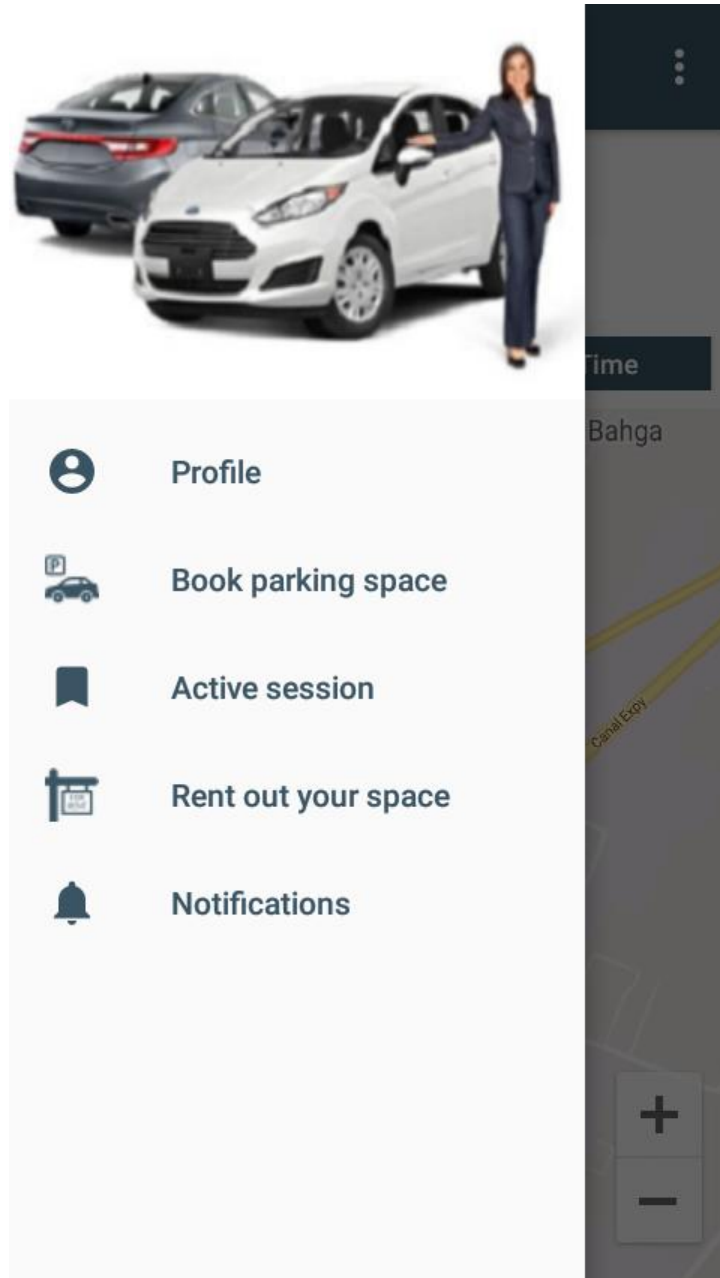 Time
Bahga
Profile
P
Book parking space
Active session
Canal Expy
Rent out your space
Notifications
+
−